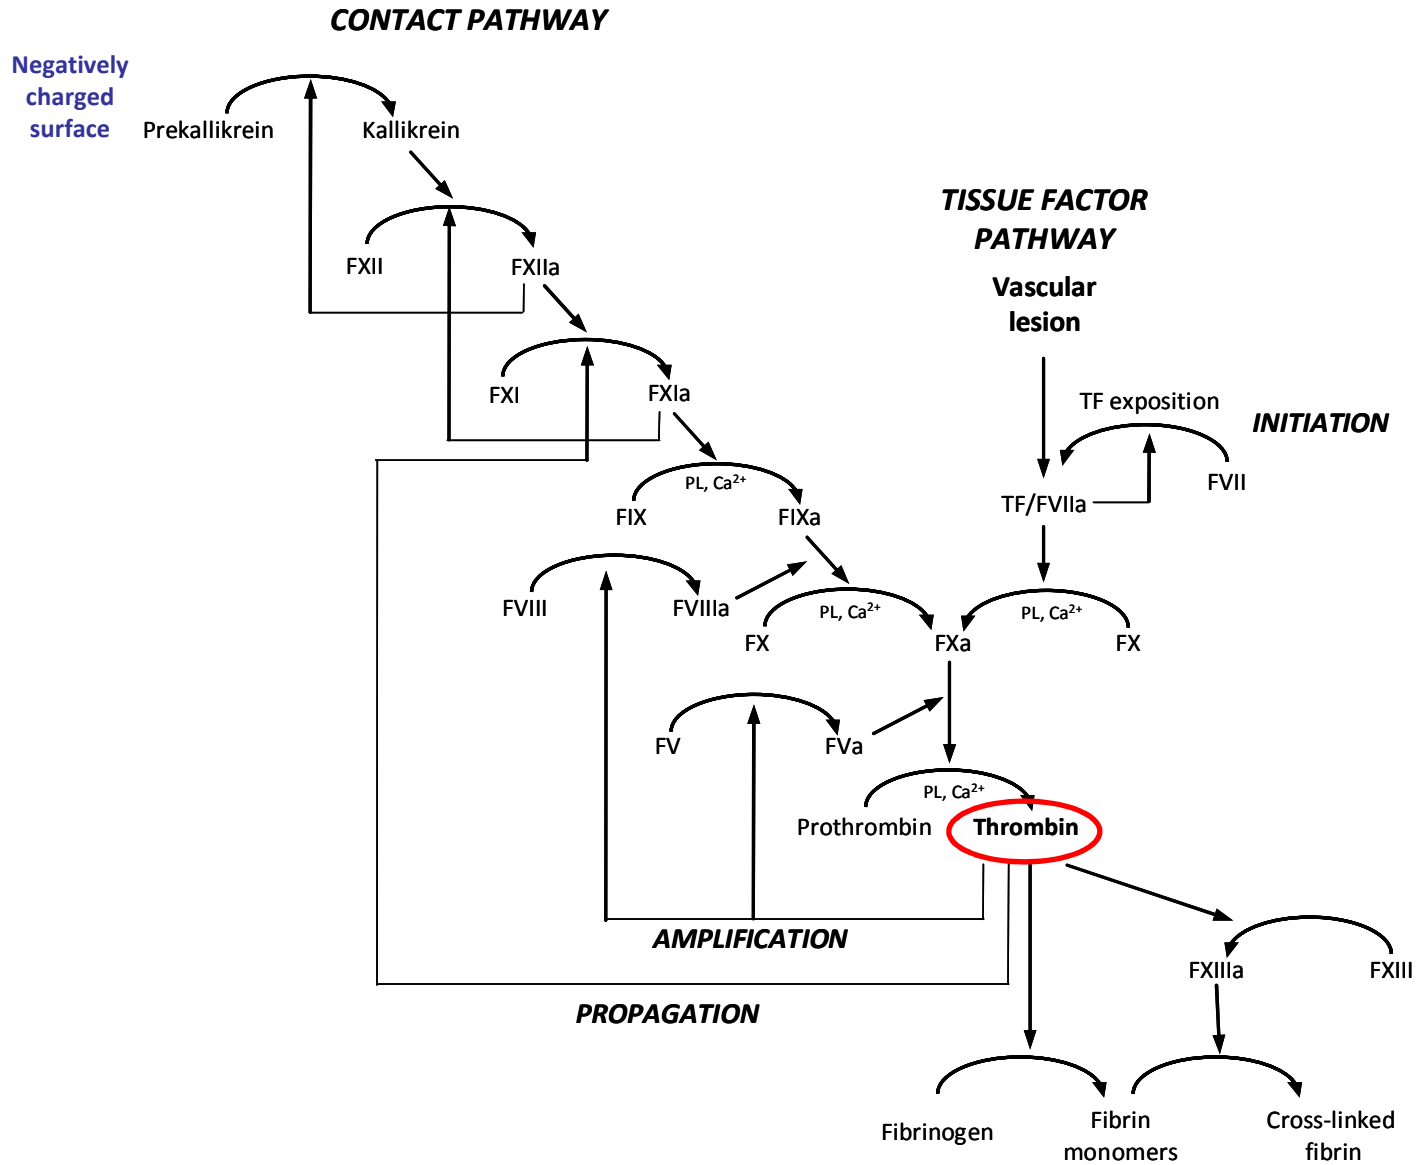 CONTACT PATHWAY
Negatively
charged
surface
Prekallikrein
Kallikrein
TISSUE FACTOR
PATHWAY
FXII
FXIIa
Vascular
lesion
FXI
FXIa
TF exposition
INITIATION
PL, Ca²⁺
FVII
FIX
FIXa
TF/FVIIa
FVIII
FVIIIa
PL, Ca²⁺
PL, Ca²⁺
FX
FXa
FX
FV
FVa
PL, Ca²⁺
Prothrombin
Thrombin
AMPLIFICATION
FXIIIa
FXIII
PROPAGATION
Fibrinogen
Fibrin
monomers
Cross-linked
fibrin